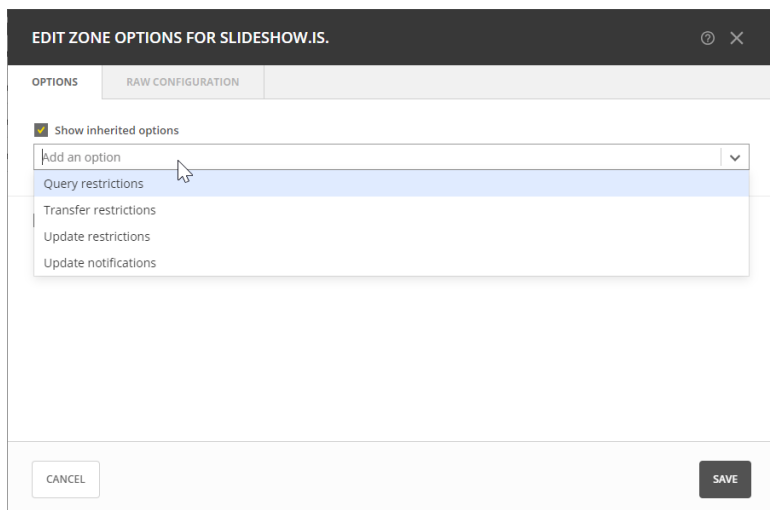 EDIT ZONE OPTIONS FOR SLIDESHOW.IS.
OPTIONS
RAW CONFIGURATION
Show inherited options
Add an option
Query restrictions
Transfer restrictions
Update restrictions
Update notifications
CANCEL
SAVE